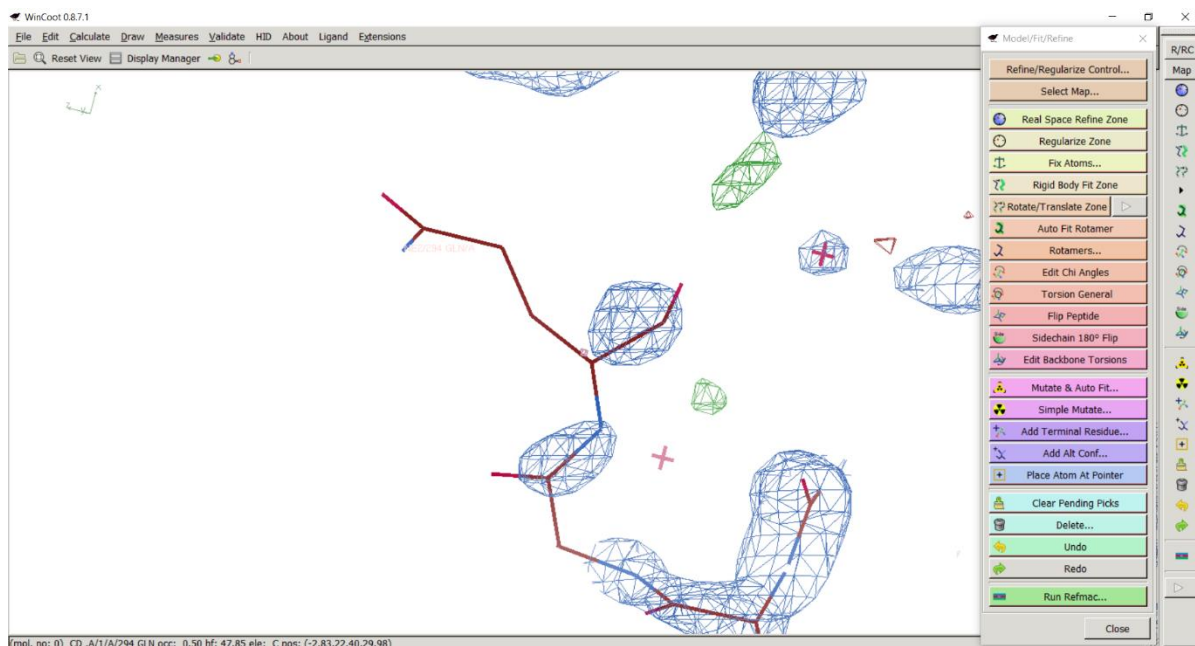 WinCoot 0.8.7.1
File Edit Calculate Draw Measures Validate HID About Ligand Extensions
Reset View Display Manager
Model/Fit/Refine
R/RC
Map
Refine/Regularize Control...
Select Map...
Real Space Refine Zone
Regularize Zone
Fix Atoms...
Rigid Body Fit Zone
Rotate/Translate Zone
Auto Fit Rotamer
Rotamers...
Edit Chi Angles
Torsion General
Flip Peptide
Sidechain 180° Flip
Edit Backbone Torsions
Mutate & Auto Fit...
Simple Mutate...
Add Terminal Residue...
Add Alt Conf...
Place Atom At Pointer
Clear Pending Picks
Delete...
Undo
Redo
Run Refmac...
Close
(mol. no: 0) CD ,A/1/A/294 GLN occ: 0.50 bf: 47.85 ele: C pos: (-2.83,22.40,29.98)